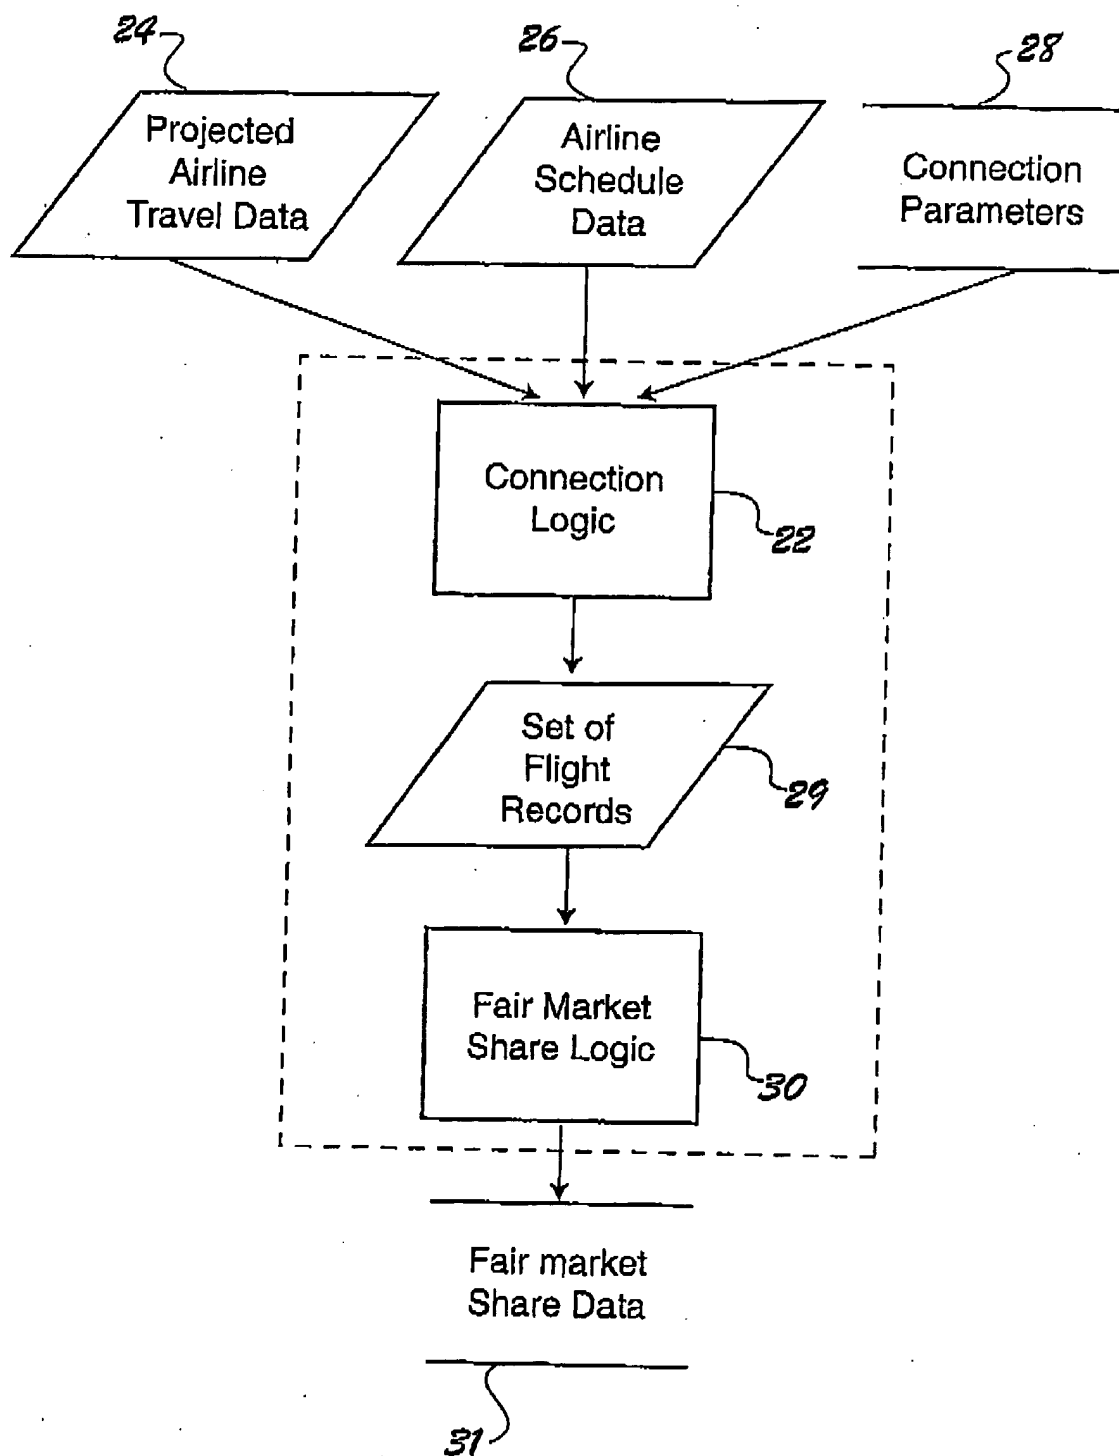 24
26
28
Projected
Airline
Travel Data
Airline
Schedule
Data
Connection
Parameters
Connection
Logic
22
Set of
Flight
Records
29
Fair Market
Share Logic
30
Fair market
Share Data
31